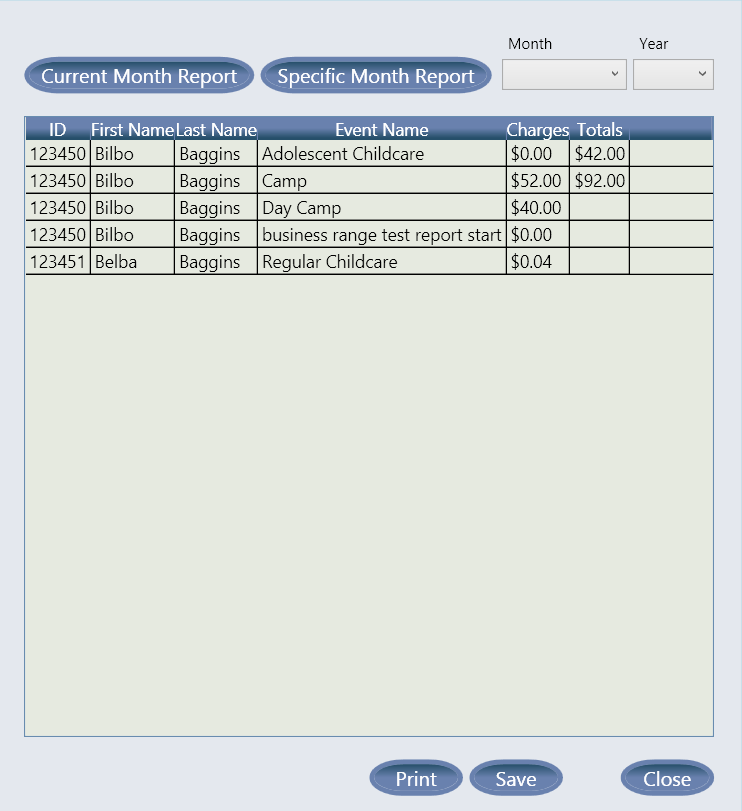 Month Year
Current Month Report Specific Month Report
ID First Name Last Name Event Name Charges Totals
123450 Bilbo Baggins Adolescent Childcare $0.00 $42.00
123450 Bilbo Baggins Camp $52.00 $92.00
123450 Bilbo Baggins Day Camp $40.00
123450 Bilbo Baggins business range test report start $0.00
123451 Belba Baggins Regular Childcare $0.04
Print Save Close